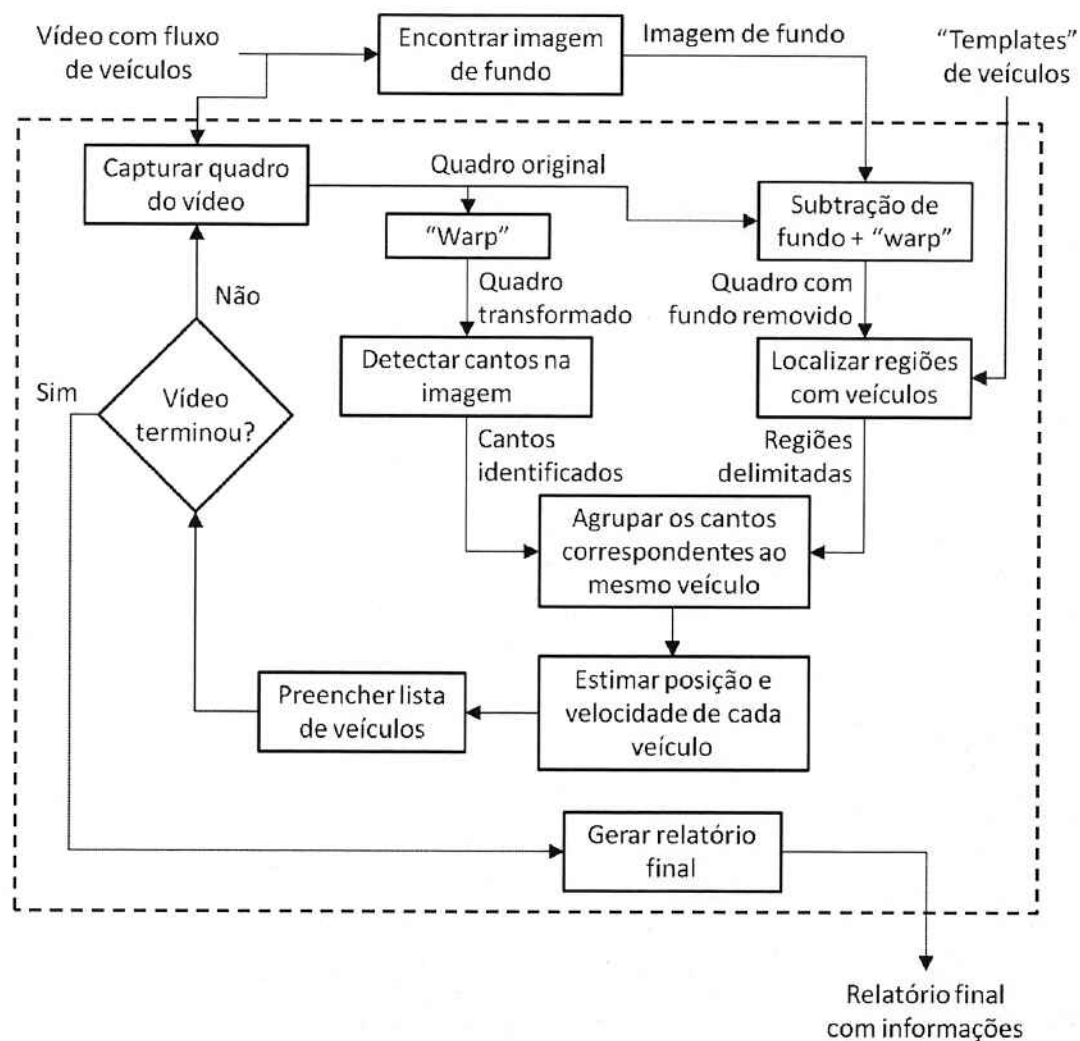 Vídeo com fluxo
de veículos
Encontrar imagem
de fundo
Imagem de fundo
“Templates”
de veículos
Capturar quadro
do vídeo
Quadro original
“Warp”
Subtração de
fundo + “warp”
Não
Quadro
transformado
Quadro com
fundo removido
Sim
Vídeo
terminou?
Detectar cantos na
imagem
Localizar regiões
com veículos
Cantos
identificados
Regiões
delimitadas
Agrupar os cantos
correspondentes ao
mesmo veículo
Preencher lista
de veículos
Estimar posição e
velocidade de cada
veículo
Gerar relatório
final
Relatório final
com informações